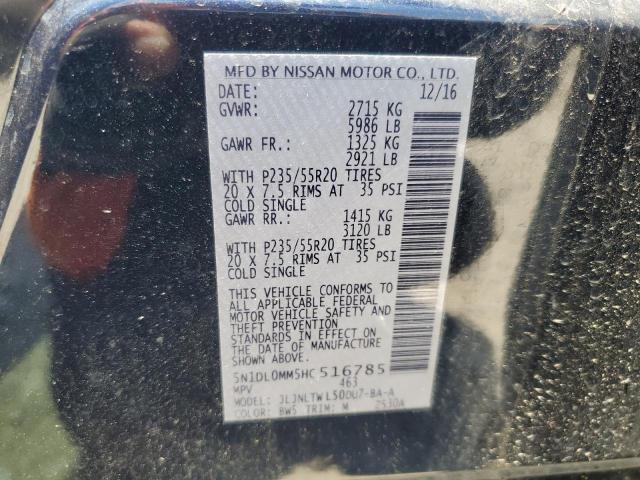 MFD BY NISSAN MOTOR CO., LTD.
DATE: 12/16
GVWR: 2715 KG
5986 LB
GAWR FR.: 1325 KG
2921 LB
WITH P235/55R20 TIRES
20 X 7.5 RIMS AT 35 PSI
COLD SINGLE
GAWR RR.: 1415 KG
3120 LB
WITH P235/55R20 TIRES
20 X 7.5 RIMS AT 35 PSI
COLD SINGLE
THIS VEHICLE CONFORMS TO
ALL APPLICABLE FEDERAL
MOTOR VEHICLE SAFETY AND
THEFT PREVENTION
STANDARDS IN EFFECT ON
THE DATE OF MANUFACTURE
SHOWN ABOVE.
5N1DL0MM5HC516785
MPV 463
MODEL: JLJNLTWL50UU7-BA-A
COLOR: BW5 TRIM: M 2530A